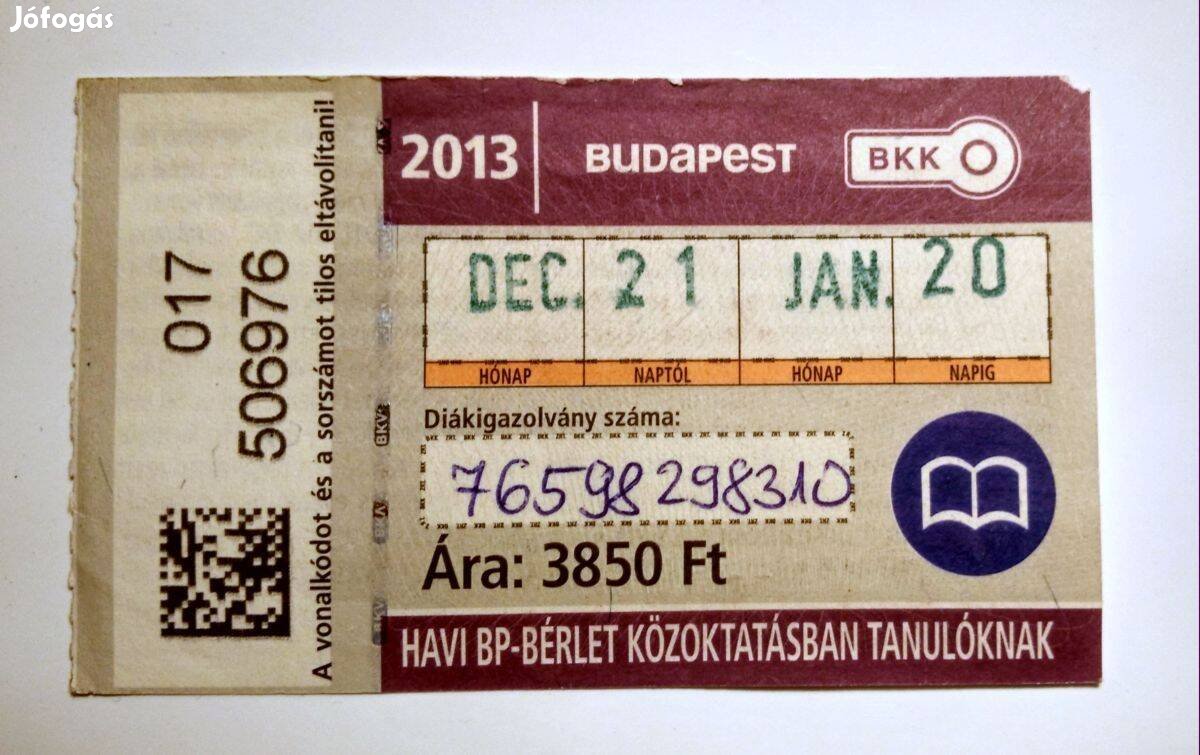 Jófogás
017
506976
A vonalkódot és a sorszámot tilos eltávolítani!
2013 BUDAPEST BKK
DEC. 21 JAN. 20
HÓNAP NAPTÓL HÓNAP NAPIG
Diákigazolvány száma:
76598298310
Ára: 3850 Ft
HAVI BP-BÉRLET KÖZOKTATÁSBAN TANULÓKNAK